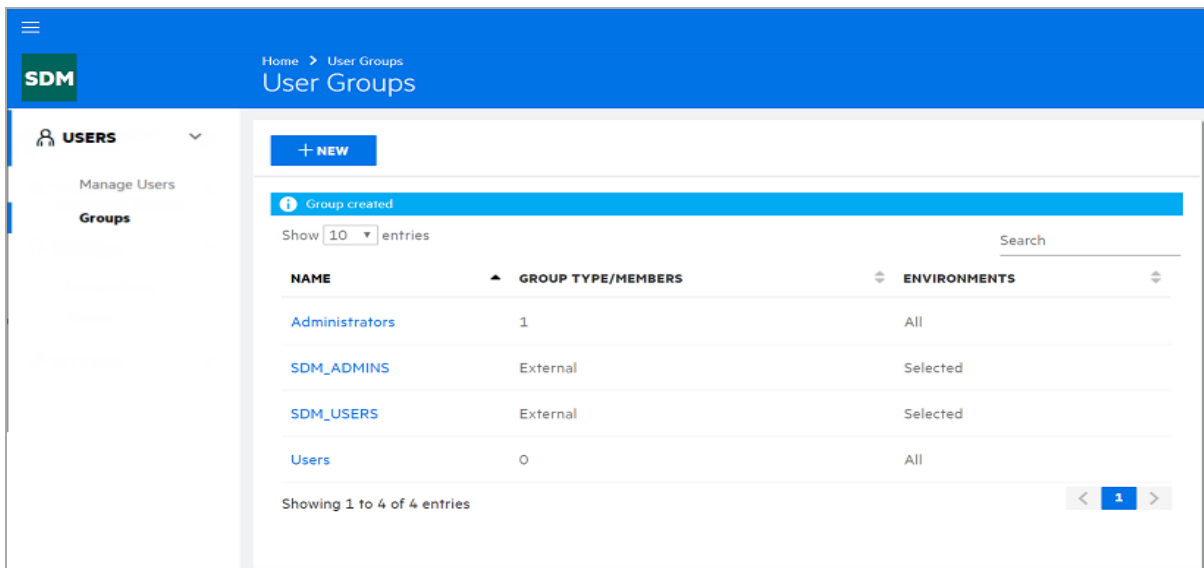 SDM
Home > User Groups
User Groups
USERS
Manage Users
Groups
+ NEW
Group created
Show 10 entries
Search
NAME GROUP TYPE/MEMBERS ENVIRONMENTS
Administrators 1 All
SDM_ADMINS External Selected
SDM_USERS External Selected
Users 0 All
Showing 1 to 4 of 4 entries
< 1 >